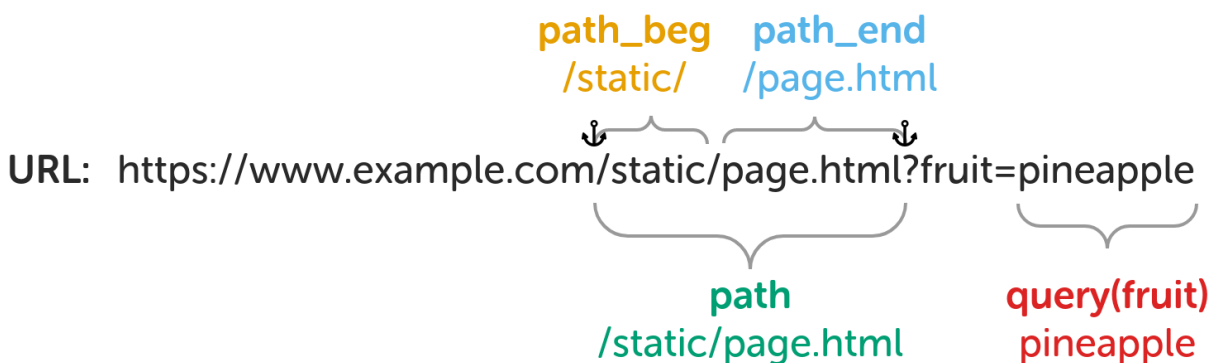 path_beg path_end
/static/ /page.html
URL: https://www.example.com/static/page.html?fruit=pineapple
path query(fruit)
/static/page.html pineapple